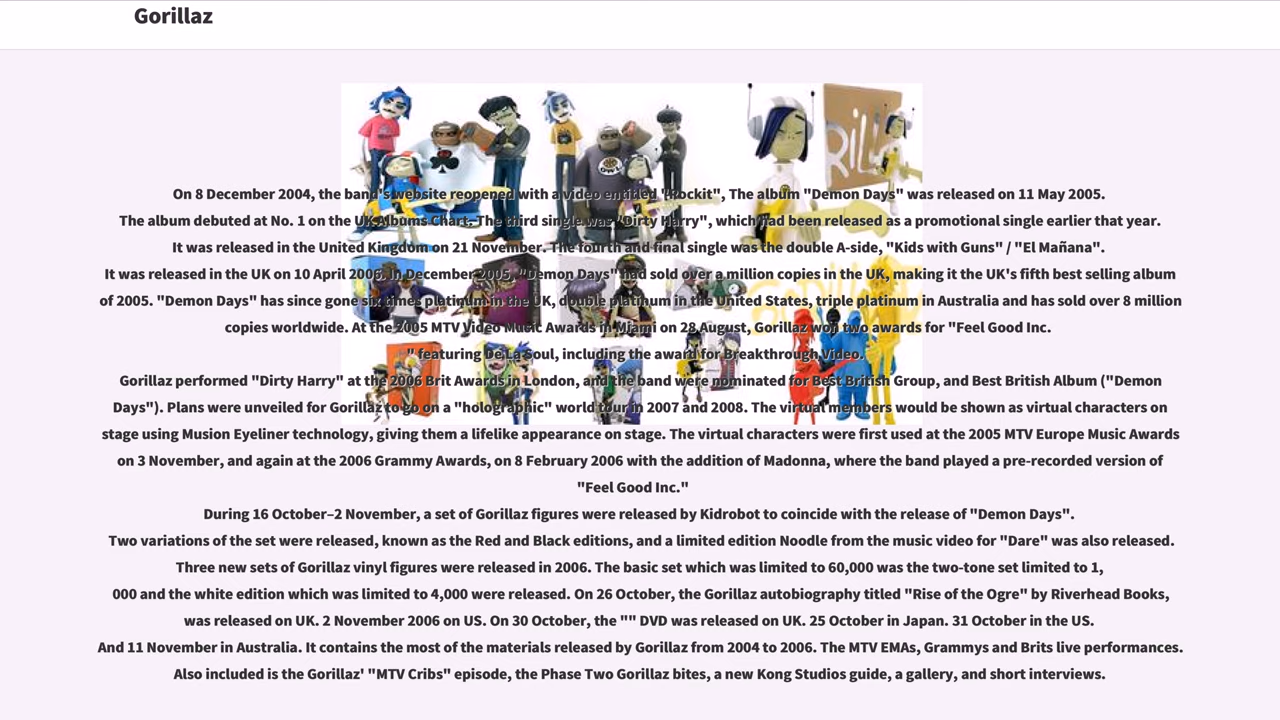 Gorillaz
On 8 December 2004, the band's website reopened with a video entitled "Rockit", The album "Demon Days" was released on 11 May 2005.
The album debuted at No. 1 on the UK Albums Chart. The third single was "Dirty Harry", which had been released as a promotional single earlier that year.
It was released in the United Kingdom on 21 November. The fourth and final single was the double A-side, "Kids with Guns" / "El Mañana".
It was released in the UK on 10 April 2006. In December 2005, "Demon Days" had sold over a million copies in the UK, making it the UK's fifth best selling album
of 2005. "Demon Days" has since gone six times platinum in the UK, double platinum in the United States, triple platinum in Australia and has sold over 8 million
copies worldwide. At the 2005 MTV Video Music Awards in Miami on 28 August, Gorillaz won two awards for "Feel Good Inc.
" featuring De La Soul, including the award for Breakthrough Video.
Gorillaz performed "Dirty Harry" at the 2006 Brit Awards in London, and the band were nominated for Best British Group, and Best British Album ("Demon
Days"). Plans were unveiled for Gorillaz to go on a "holographic" world tour in 2007 and 2008. The virtual members would be shown as virtual characters on
stage using Musion Eyeliner technology, giving them a lifelike appearance on stage. The virtual characters were first used at the 2005 MTV Europe Music Awards
on 3 November, and again at the 2006 Grammy Awards, on 8 February 2006 with the addition of Madonna, where the band played a pre-recorded version of
"Feel Good Inc."
During 16 October–2 November, a set of Gorillaz figures were released by Kidrobot to coincide with the release of "Demon Days".
Two variations of the set were released, known as the Red and Black editions, and a limited edition Noodle from the music video for "Dare" was also released.
Three new sets of Gorillaz vinyl figures were released in 2006. The basic set which was limited to 60,000 was the two-tone set limited to 1,
000 and the white edition which was limited to 4,000 were released. On 26 October, the Gorillaz autobiography titled "Rise of the Ogre" by Riverhead Books,
was released on UK. 2 November 2006 on US. On 30 October, the "" DVD was released on UK. 25 October in Japan. 31 October in the US.
And 11 November in Australia. It contains the most of the materials released by Gorillaz from 2004 to 2006. The MTV EMAs, Grammys and Brits live performances.
Also included is the Gorillaz' "MTV Cribs" episode, the Phase Two Gorillaz bites, a new Kong Studios guide, a gallery, and short interviews.